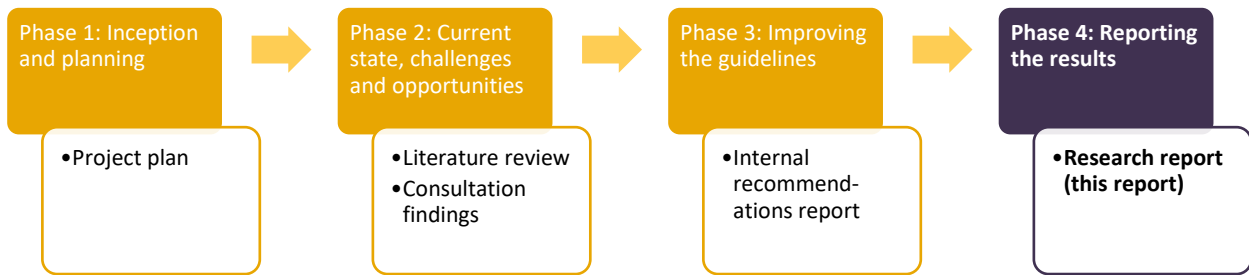 Phase 1: Inception
and planning
•Project plan
Phase 2: Current
state, challenges
and opportunities
•Literature review
•Consultation
findings
Phase 3: Improving
the guidelines
•Internal
recommend-
ations report
Phase 4: Reporting
the results
•Research report
(this report)